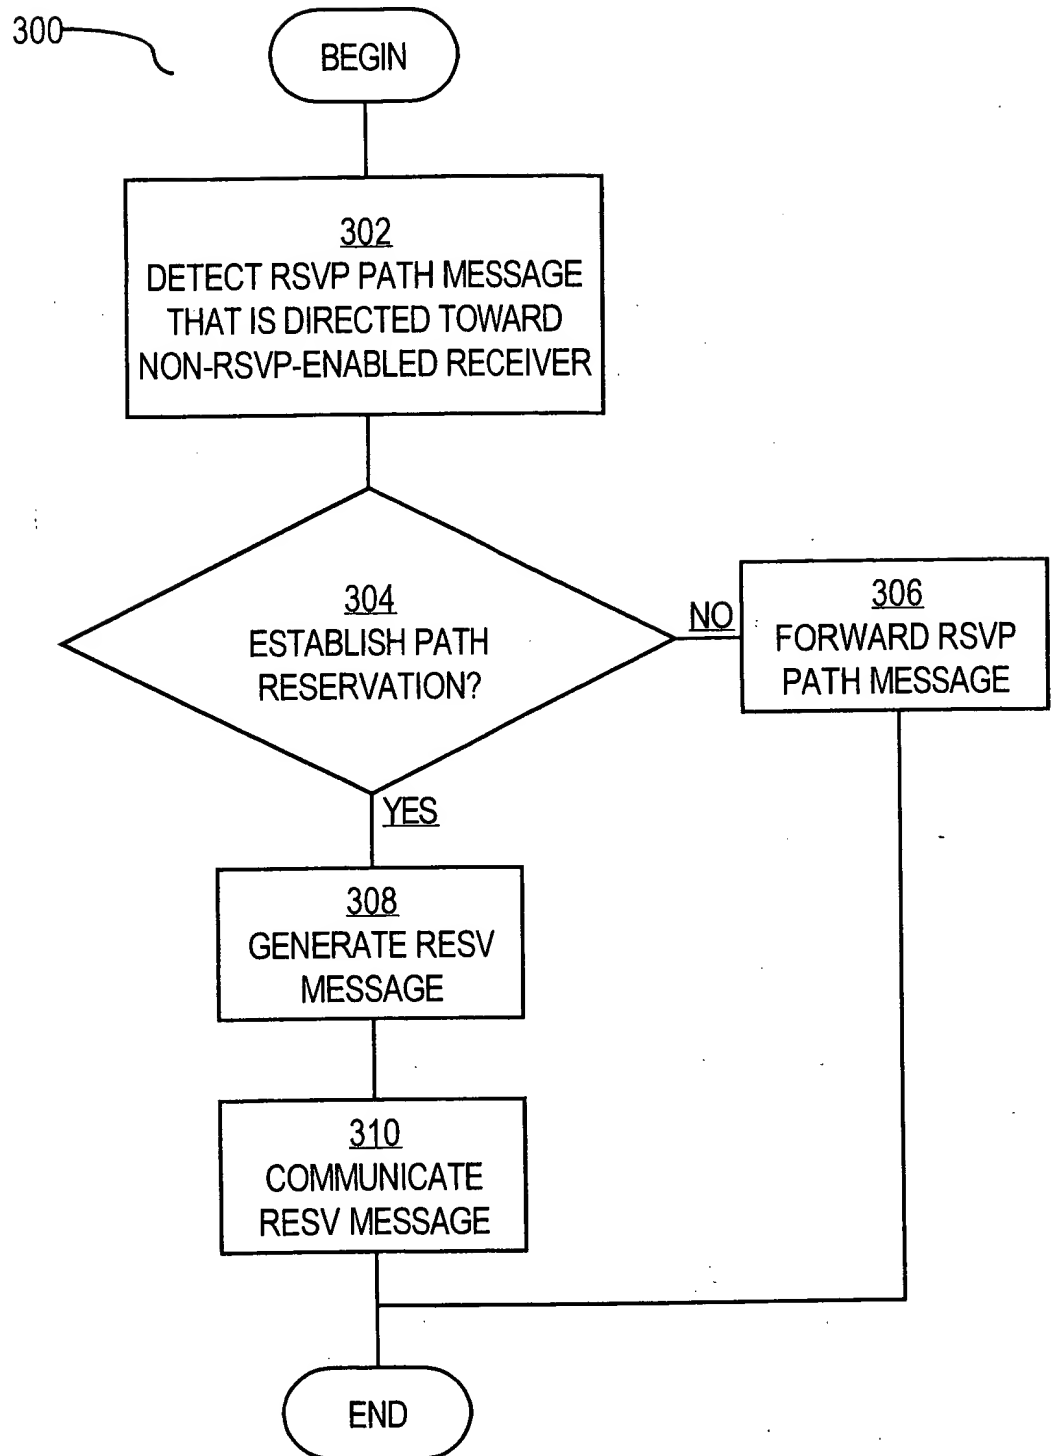 300
BEGIN
302
DETECT RSVP PATH MESSAGE
THAT IS DIRECTED TOWARD
NON-RSVP-ENABLED RECEIVER
304
ESTABLISH PATH
RESERVATION?
NO
306
FORWARD RSVP
PATH MESSAGE
YES
308
GENERATE RESV
MESSAGE
310
COMMUNICATE
RESV MESSAGE
END